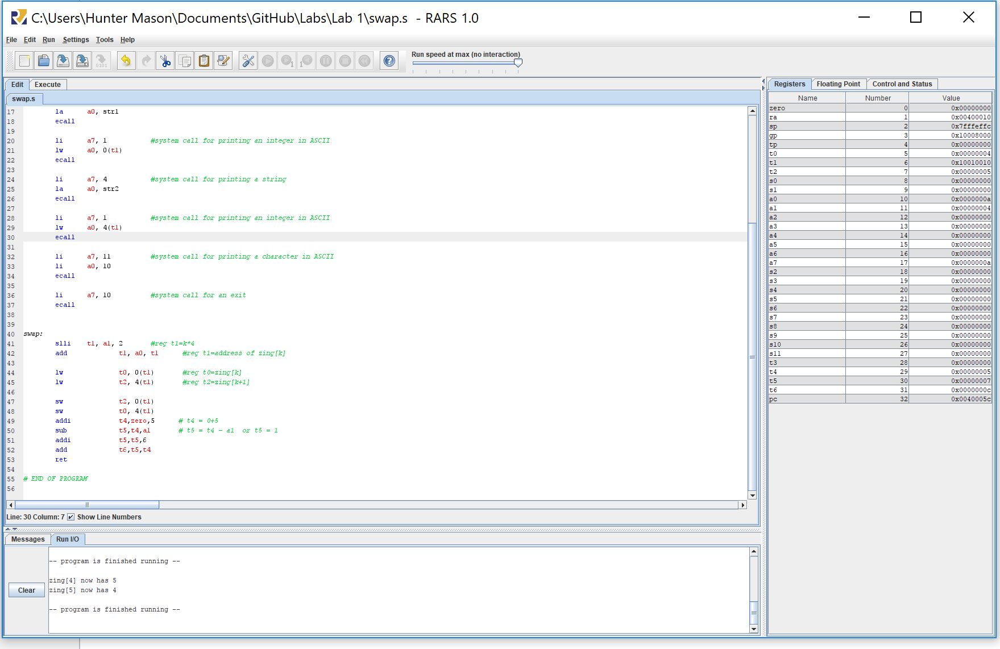 C:\Users\Hunter Mason\Documents\GitHub\Labs\Lab 1\swap.s - RARS 1.0
File Edit Run Settings Tools Help
Run speed at max (no interaction)
Edit Execute
swap.s
17 la a0, str1
18 ecall
19
20 li a7, 1 #system call for printing an integer in ASCII
21 lw a0, 0(t1)
22 ecall
23
24 li a7, 4 #system call for printing a string
25 la a0, str2
26 ecall
27
28 li a7, 1 #system call for printing an integer in ASCII
29 lw a0, 4(t1)
30 ecall
31
32 li a7, 11 #system call for printing a character in ASCII
33 li a0, 10
34 ecall
35
36 li a7, 10 #system call for an exit
37 ecall
38
39
40 swap:
41 slli t1, a1, 2 #reg t1=k*4
42 add t1, a0, t1 #reg t1=address of zing[k]
43
44 lw t0, 0(t1) #reg t0=zing[k]
45 lw t2, 4(t1) #reg t2=zing[k+1]
46
47 sw t2, 0(t1)
48 sw t0, 4(t1)
49 addi t4,zero,5 # t4 = 0+5
50 sub t5,t4,a1 # t5 = t4 - a1 or t5 = 1
51 addi t5,t5,6
52 add t6,t5,t4
53 ret
54
55 # END OF PROGRAM
56
Line: 30 Column: 7 Show Line Numbers
Messages Run I/O
Clear
-- program is finished running --
zing[4] now has 5
zing[5] now has 4
-- program is finished running --
Registers Floating Point Control and Status
Name Number Value
zero 0 0x00000000
ra 1 0x00400010
sp 2 0x7fffeffc
gp 3 0x10008000
tp 4 0x00000000
t0 5 0x00000004
t1 6 0x10010010
t2 7 0x00000005
s0 8 0x00000000
s1 9 0x00000000
a0 10 0x0000000a
a1 11 0x00000004
a2 12 0x00000000
a3 13 0x00000000
a4 14 0x00000000
a5 15 0x00000000
a6 16 0x00000000
a7 17 0x0000000a
s2 18 0x00000000
s3 19 0x00000000
s4 20 0x00000000
s5 21 0x00000000
s6 22 0x00000000
s7 23 0x00000000
s8 24 0x00000000
s9 25 0x00000000
s10 26 0x00000000
s11 27 0x00000000
t3 28 0x00000000
t4 29 0x00000005
t5 30 0x00000007
t6 31 0x0000000c
pc 32 0x0040005c